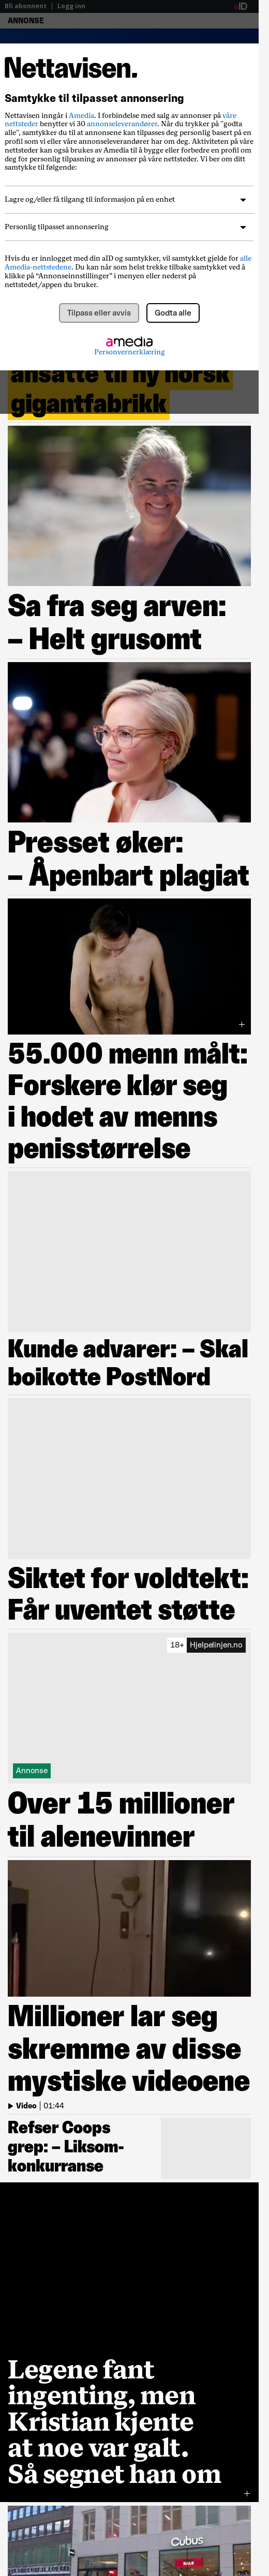 Bli abonnent | Logg inn
aID
ANNONSE
Nettavisen.
Samtykke til tilpasset annonsering
Nettavisen inngår i Amedia. I forbindelse med salg av annonser på våre
nettsteder benytter vi 30 annonseleverandører. Når du trykker på "godta
alle", samtykker du til at annonsene kan tilpasses deg personlig basert på en
profil som vi eller våre annonseleverandører har om deg. Aktiviteten på våre
nettsteder kan også brukes av Amedia til å bygge eller forbedre en profil om
deg for personlig tilpasning av annonser på våre nettsteder. Vi ber om ditt
samtykke til følgende:
Lagre og/eller få tilgang til informasjon på en enhet
Personlig tilpasset annonsering
Hvis du er innlogget med din aID og samtykker, vil samtykket gjelde for alle
Amedia-nettstedene. Du kan når som helst trekke tilbake samtykket ved å
klikke på “Annonseinnstillinger” i menyen eller nederst på
nettstedet/appen du bruker.
Tilpass eller avvis
Godta alle
amedia
Personvernerklæring
ansatte til ny norsk
gigantfabrikk
Sa fra seg arven:
– Helt grusomt
Presset øker:
– Åpenbart plagiat
55.000 menn målt:
Forskere klør seg
i hodet av menns
penisstørrelse
Kunde advarer: – Skal
boikotte PostNord
Siktet for voldtekt:
Får uventet støtte
18+ Hjelpelinjen.no
Annonse
Over 15 millioner
til alenevinner
Millioner lar seg
skremme av disse
mystiske videoene
Video | 01:44
Refser Coops
grep: – Liksom-
konkurranse
Legene fant
ingenting, men
Kristian kjente
at noe var galt.
Så segnet han om
Cubus